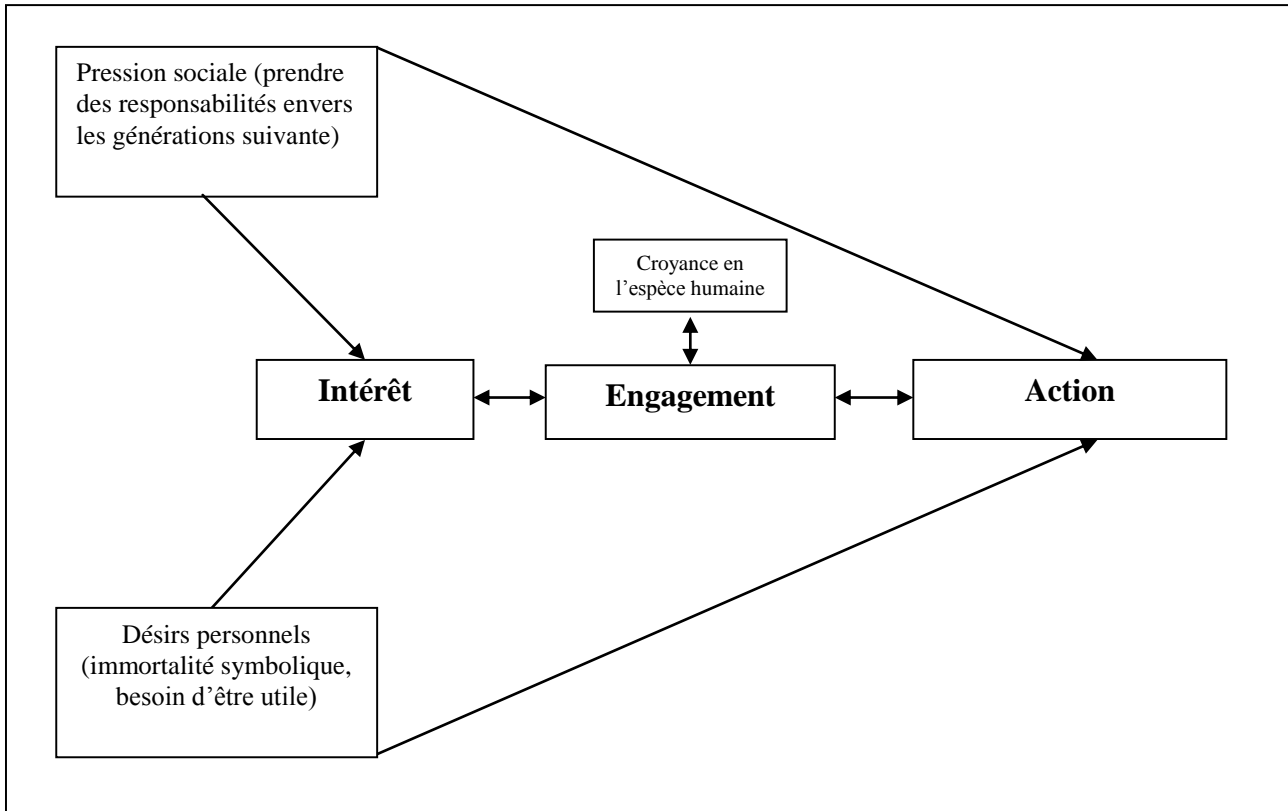 Pression sociale (prendre
des responsabilités envers
les générations suivante)
Croyance en
l’espèce humaine
Intérêt
Engagement
Action
Désirs personnels
(immortalité symbolique,
besoin d’être utile)